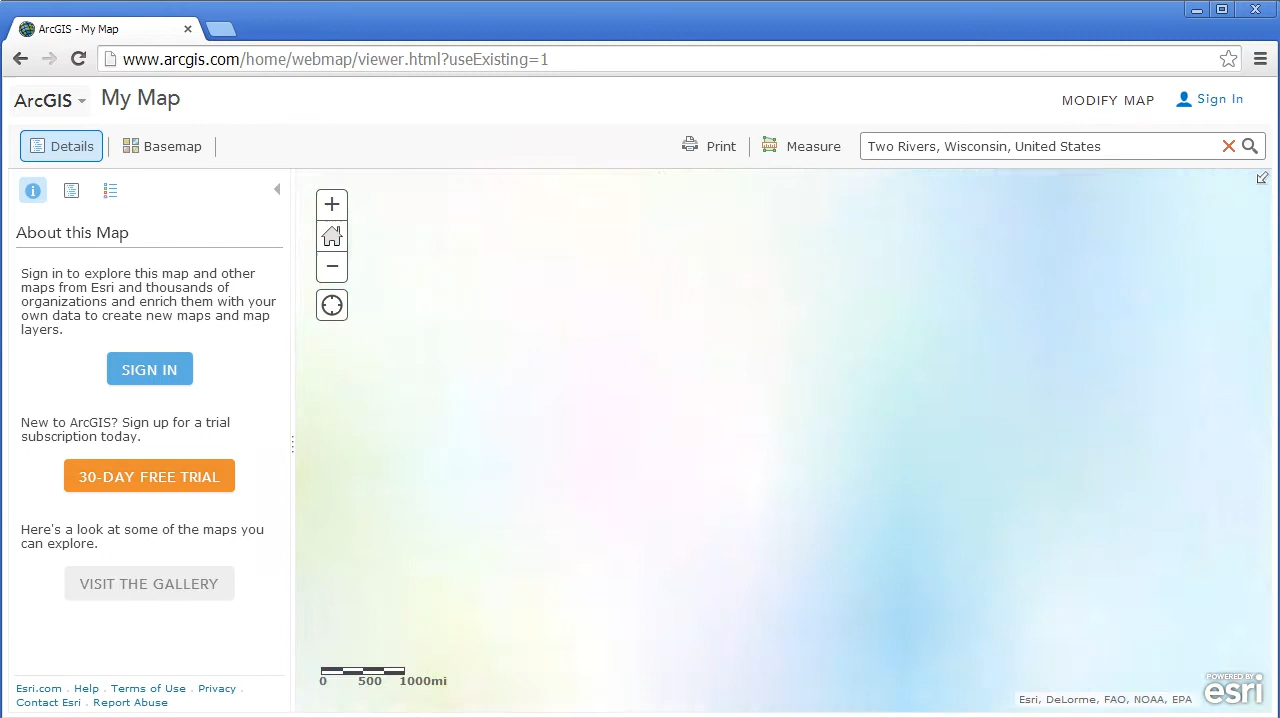 ArcGIS - My Map
www.arcgis.com/home/webmap/viewer.html?useExisting=1
ArcGIS My Map MODIFY MAP Sign In
Details Basemap Print Measure Two Rivers, Wisconsin, United States
About this Map
Sign in to explore this map and other
maps from Esri and thousands of
organizations and enrich them with your
own data to create new maps and map
layers.
SIGN IN
New to ArcGIS? Sign up for a trial
subscription today.
30-DAY FREE TRIAL
Here's a look at some of the maps you
can explore.
VISIT THE GALLERY
Esri.com . Help . Terms of Use . Privacy .
Contact Esri . Report Abuse
0 500 1000mi
Esri, DeLorme, FAO, NOAA, EPA
POWERED BY
esri